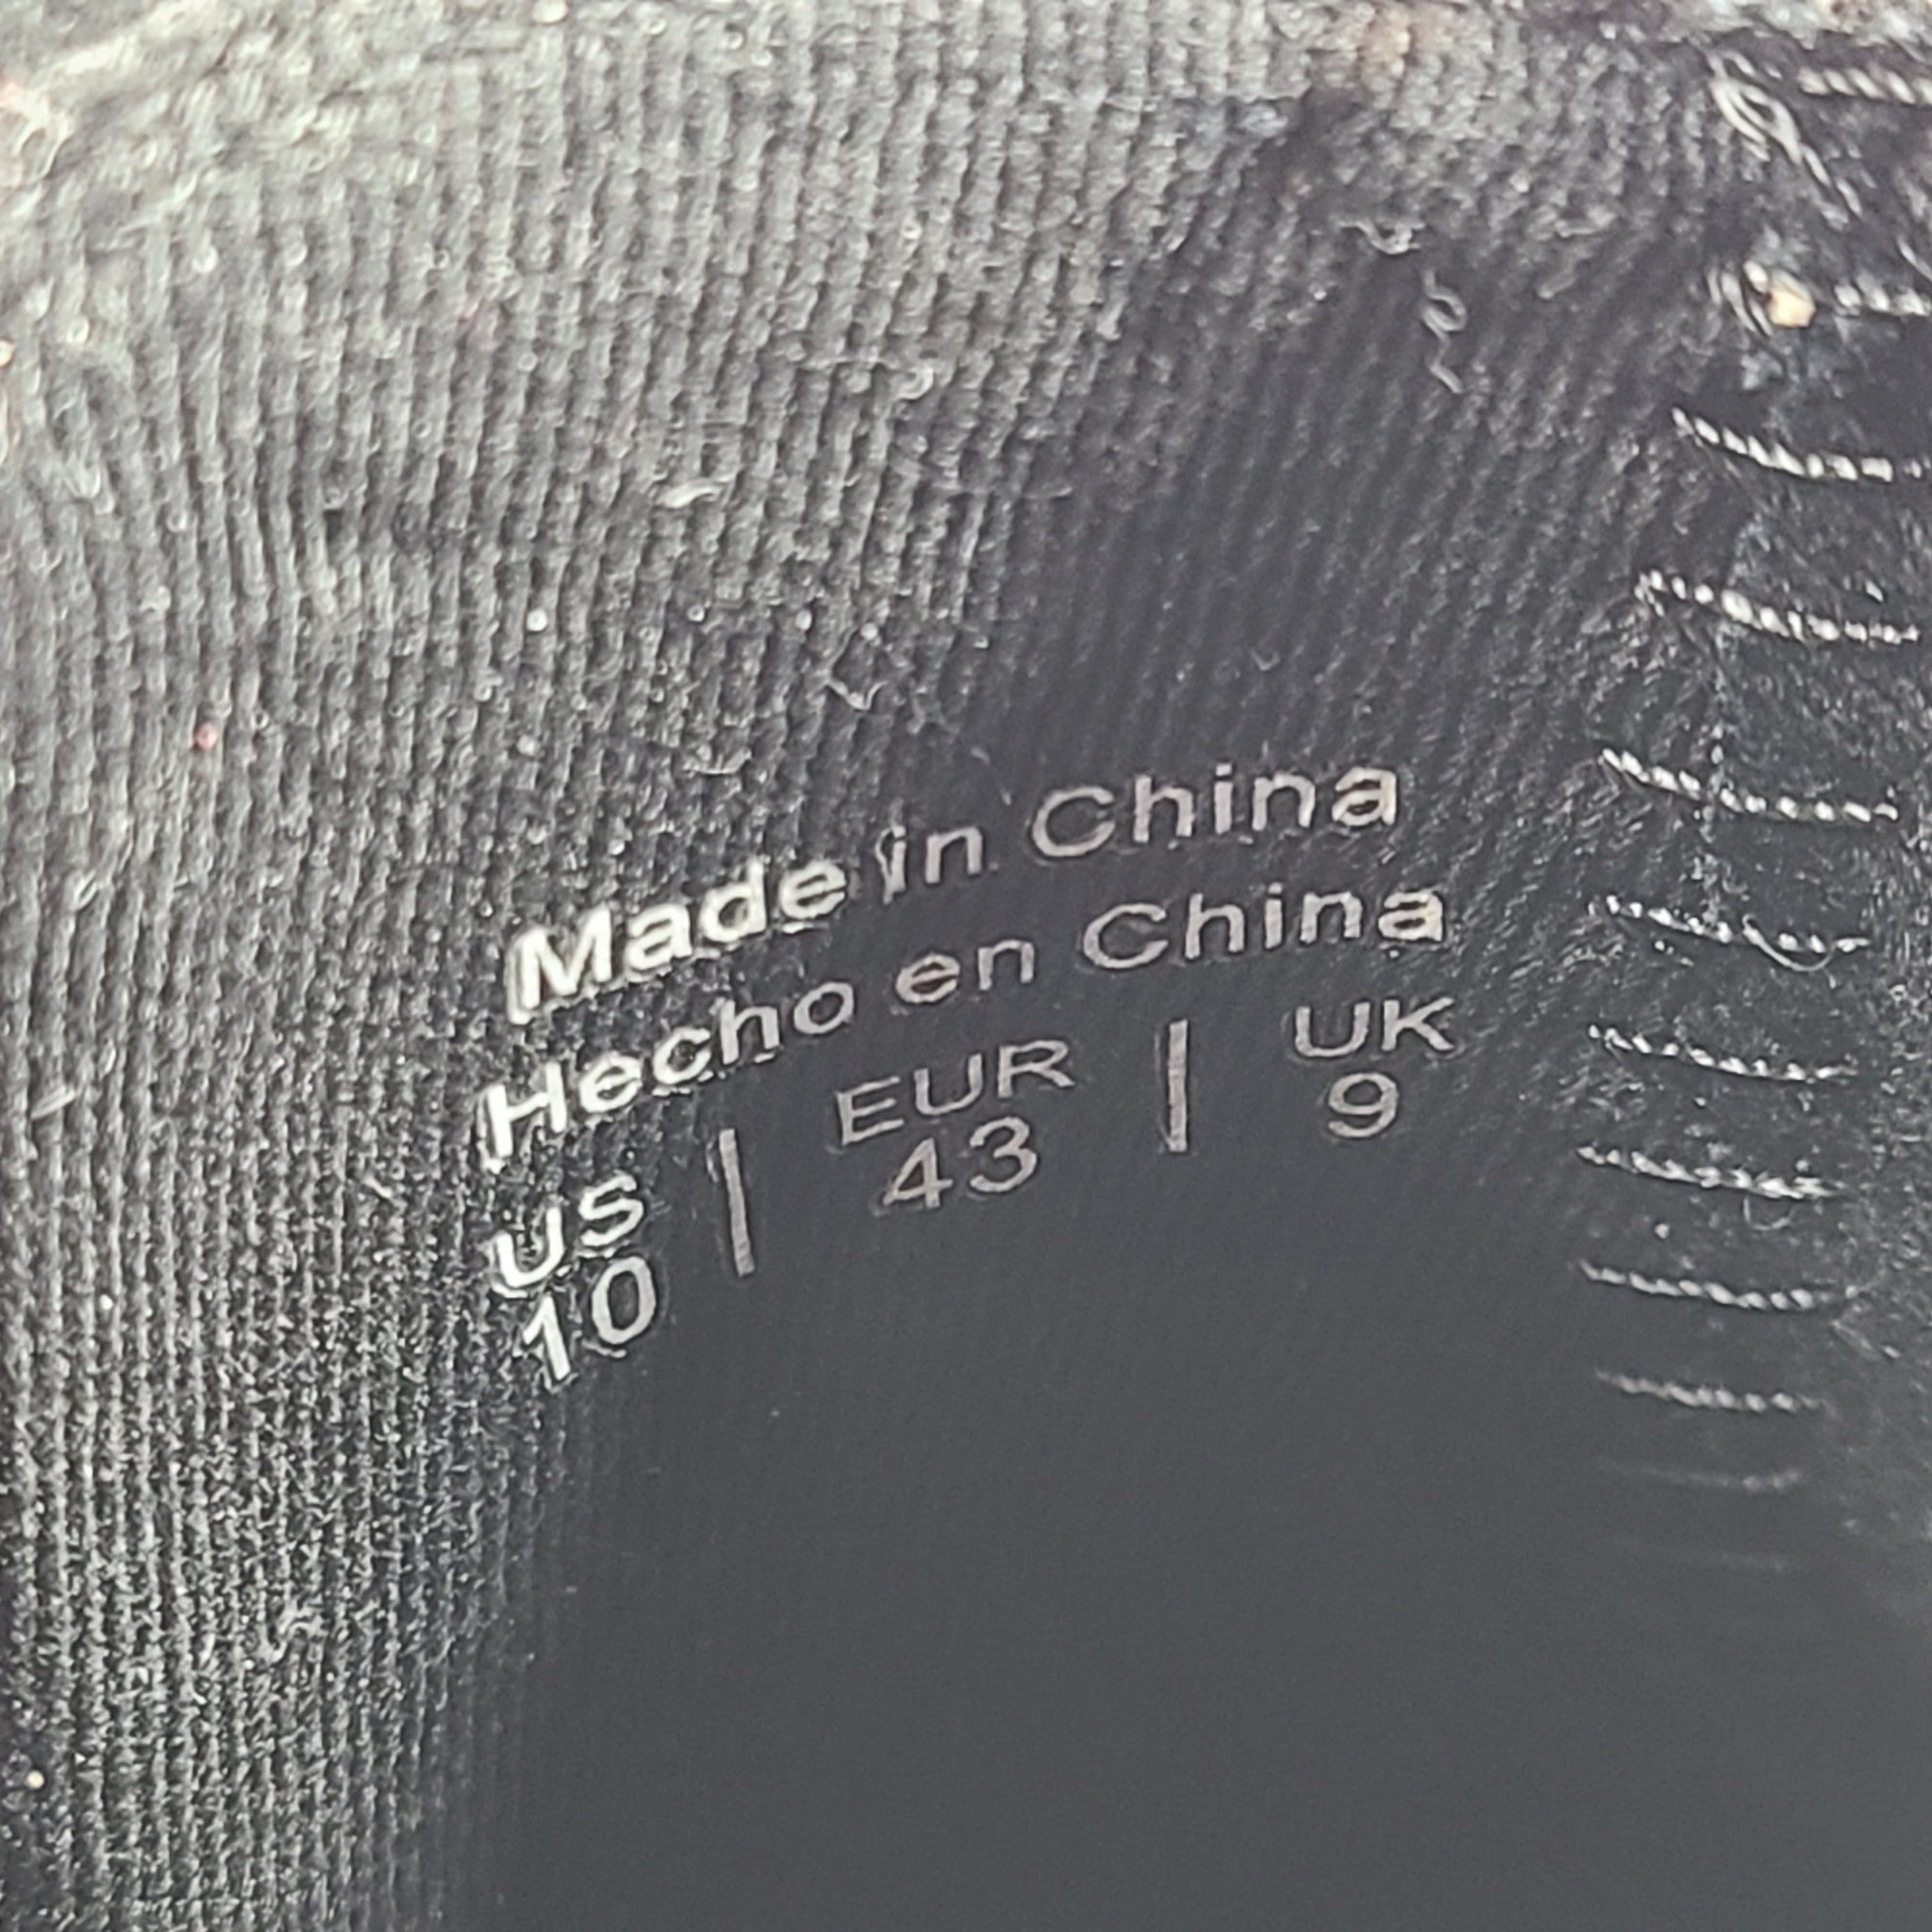 Made in China
Hecho en China
US | EUR | UK
10 | 43 | 9